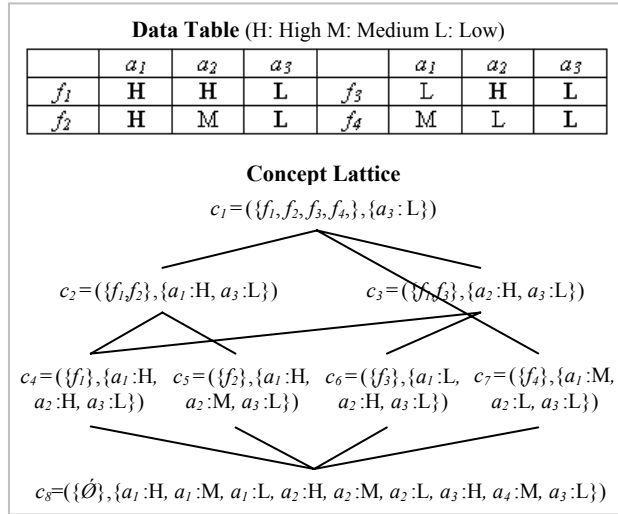 Data Table (H: High M: Medium L: Low)
a1 a2 a3 a1 a2 a3
f1 H H L f3 L H L
f2 H M L f4 M L L
Concept Lattice
c1=({f1, f2, f3, f4,},{a3: L})
c2=({f1,f2},{a1:H, a3:L})
c3=({f1,f3},{a2:H, a3:L})
c4=({f1},{a1:H,
a2:H, a3:L})
c5=({f2},{a1:H,
a2:M, a3:L})
c6=({f3},{a1:L,
a2:H, a3:L})
c7=({f4},{a1:M,
a2:L, a3:L})
c8=({Ǿ},{a1:H, a1:M, a1:L, a2:H, a2:M, a2:L, a3:H, a4:M, a3:L})